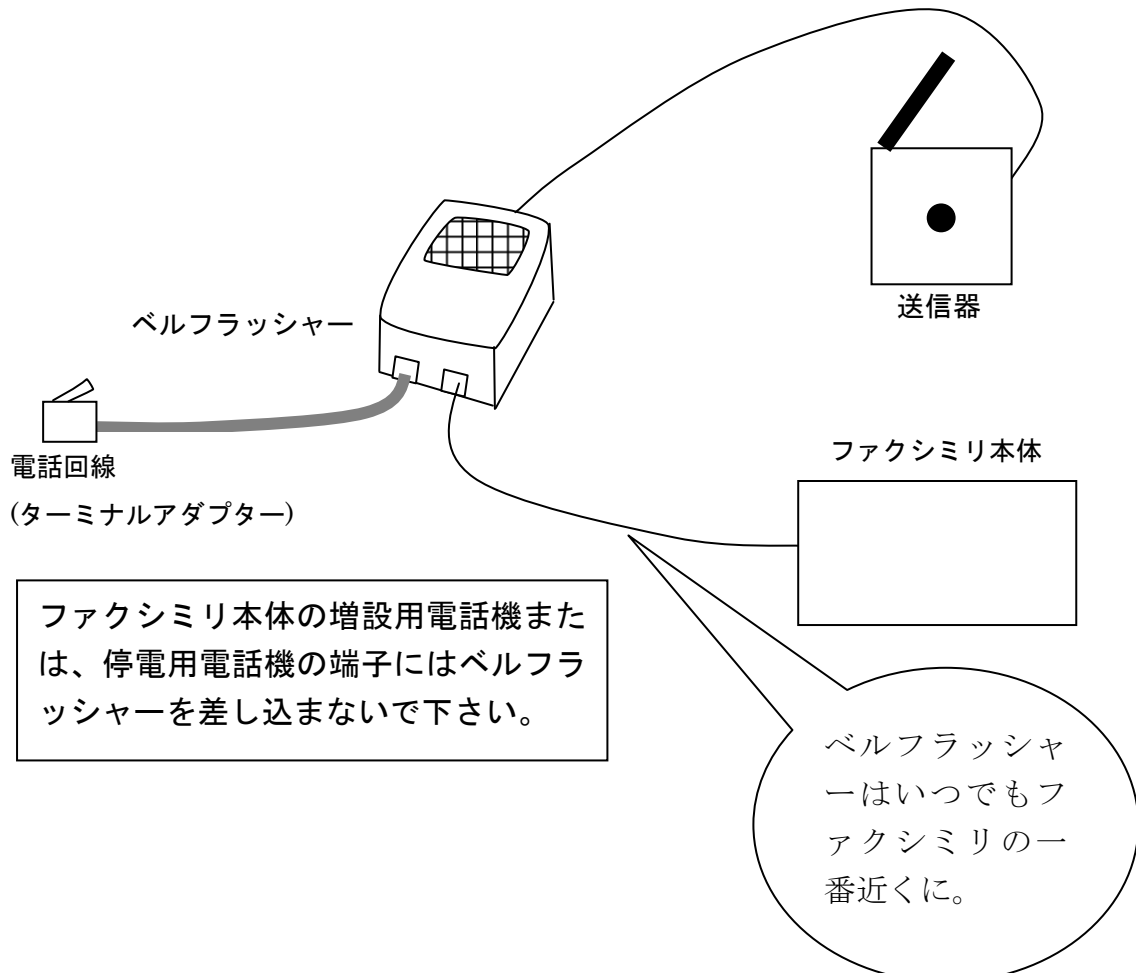 送信器
ベルフラッシャー
ファクシミリ本体
電話回線
(ターミナルアダプター)
ファクシミリ本体の増設用電話機また
は、停電用電話機の端子にはベルフラ
ッシャーを差し込まないで下さい。
ベルフラッシャ
ーはいつでもフ
ァクシミリの一
番近くに。